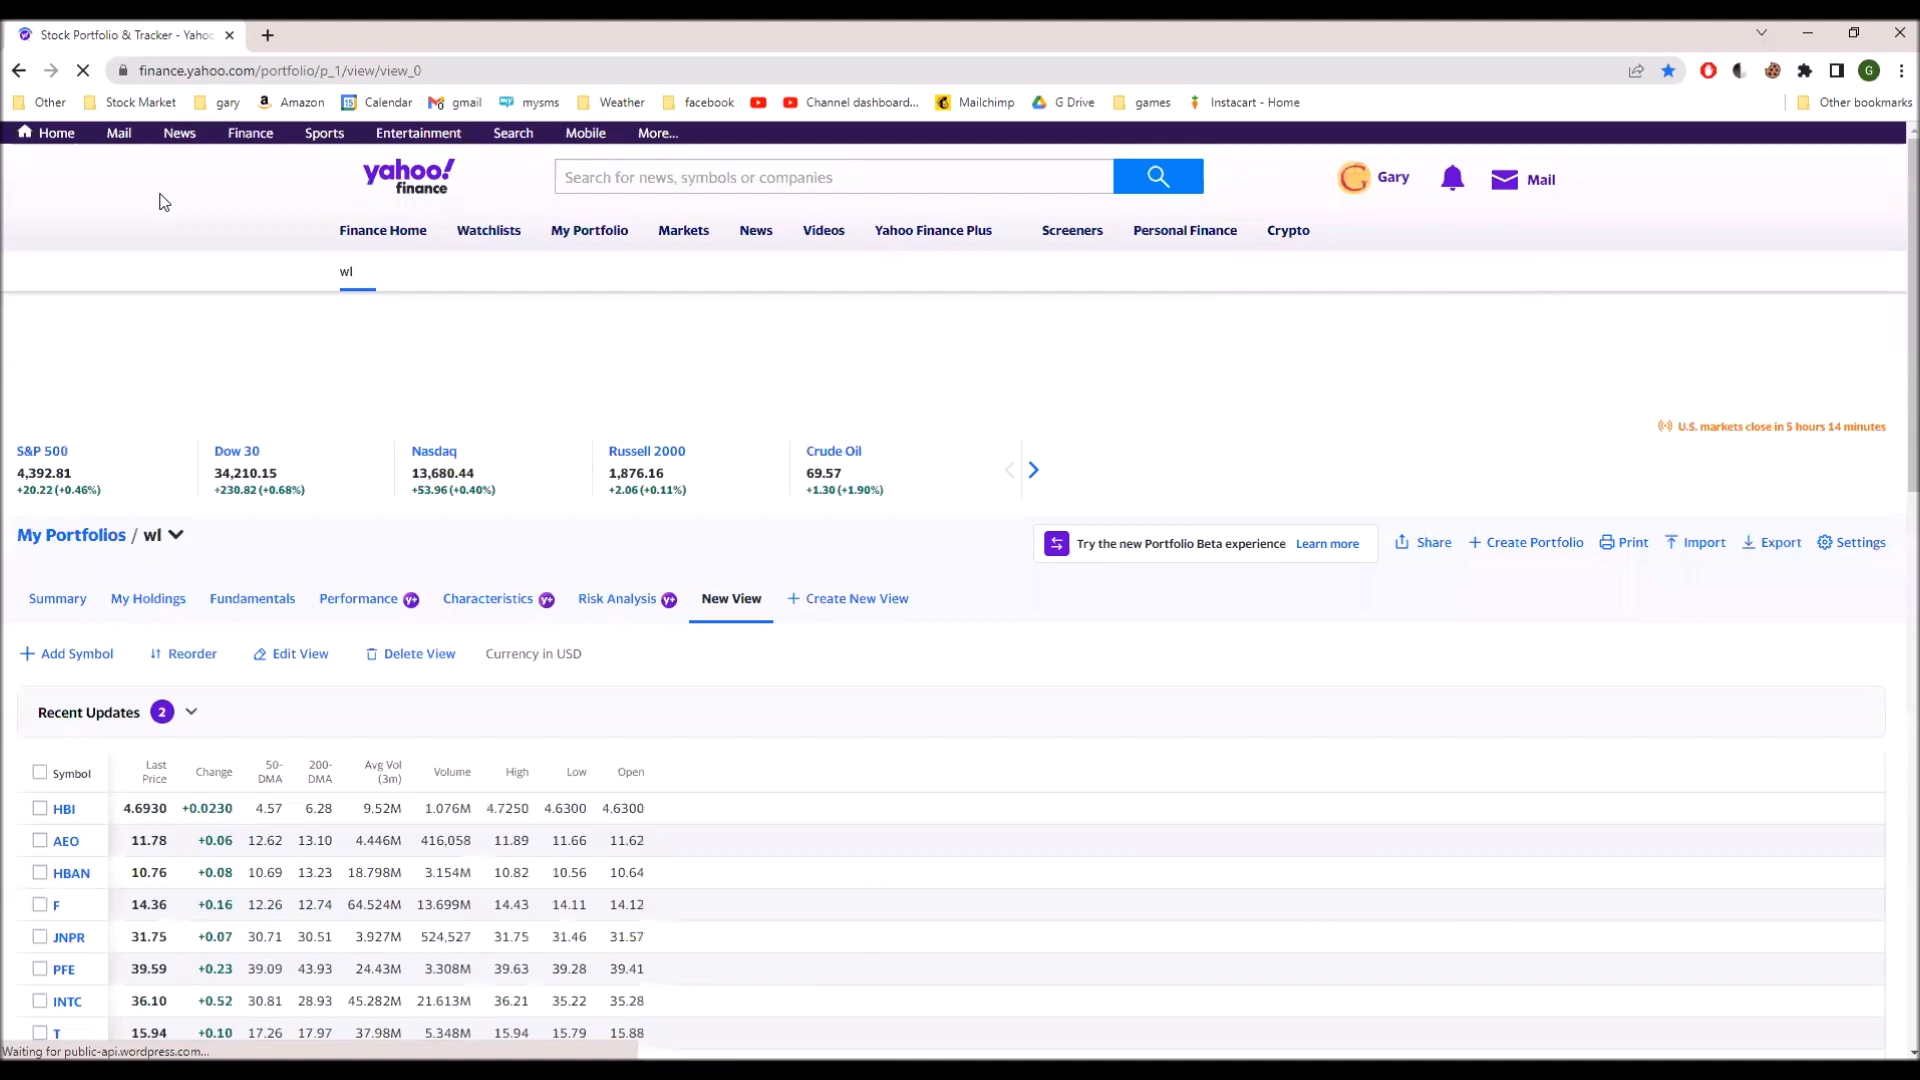 Stock Portfolio & Tracker - Yahoo
finance.yahoo.com/portfolio/p_1/view/view_0
G
Other Stock Market gary Amazon Calendar gmail mysms Weather facebook Channel dashboard... Mailchimp G Drive games Instacart - Home Other bookmarks
Home Mail News Finance Sports Entertainment Search Mobile More...
yahoo!
finance
Search for news, symbols or companies
Gary
Mail
Finance Home Watchlists My Portfolio Markets News Videos Yahoo Finance Plus Screeners Personal Finance Crypto
wl
U.S. markets close in 5 hours 14 minutes
S&P 500 Dow 30 Nasdaq Russell 2000 Crude Oil
4,392.81 34,210.15 13,680.44 1,876.16 69.57
+20.22 (+0.46%) +230.82 (+0.68%) +53.96 (+0.40%) +2.06 (+0.11%) +1.30 (+1.90%)
My Portfolios / wl
Try the new Portfolio Beta experience Learn more Share + Create Portfolio Print Import Export Settings
Summary My Holdings Fundamentals Performance y+ Characteristics y+ Risk Analysis y+ New View + Create New View
+ Add Symbol Reorder Edit View Delete View Currency in USD
Recent Updates 2
Symbol Last Price Change 50-DMA 200-DMA Avg Vol (3m) Volume High Low Open
HBI 4.6930 +0.0230 4.57 6.28 9.52M 1.076M 4.7250 4.6300 4.6300
AEO 11.78 +0.06 12.62 13.10 4.446M 416,058 11.89 11.66 11.62
HBAN 10.76 +0.08 10.69 13.23 18.798M 3.154M 10.82 10.56 10.64
F 14.36 +0.16 12.26 12.74 64.524M 13.699M 14.43 14.11 14.12
JNPR 31.75 +0.07 30.71 30.51 3.927M 524,527 31.75 31.46 31.57
PFE 39.59 +0.23 39.09 43.93 24.43M 3.308M 39.63 39.28 39.41
INTC 36.10 +0.52 30.81 28.93 45.282M 21.613M 36.21 35.22 35.28
T 15.94 +0.10 17.26 17.97 37.98M 5.348M 15.94 15.79 15.88
Waiting for public-api.wordpress.com...